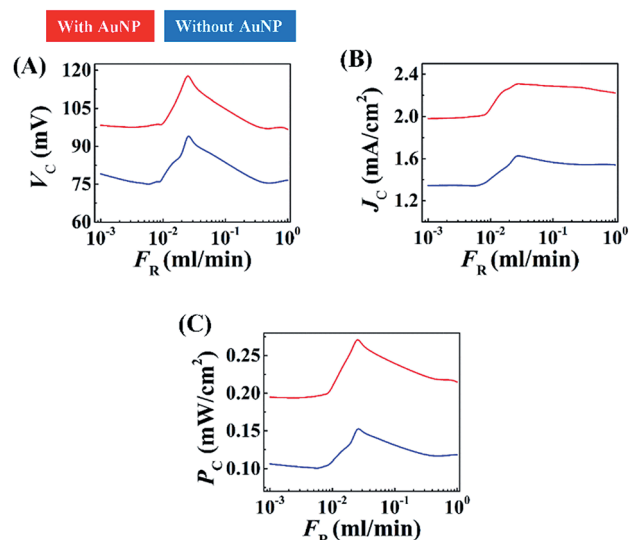 With AuNP Without AuNP
(A)
120
105
90
75
60
V_C (mV)
10^-3 10^-2 10^-1 10^0
F_R (ml/min)
(B)
2.4
2.0
1.6
1.2
J_C (mA/cm^2)
10^-3 10^-2 10^-1 10^0
F_R (ml/min)
(C)
0.25
0.20
0.15
0.10
P_C (mW/cm^2)
10^-3 10^-2 10^-1 10^0
F_R (ml/min)